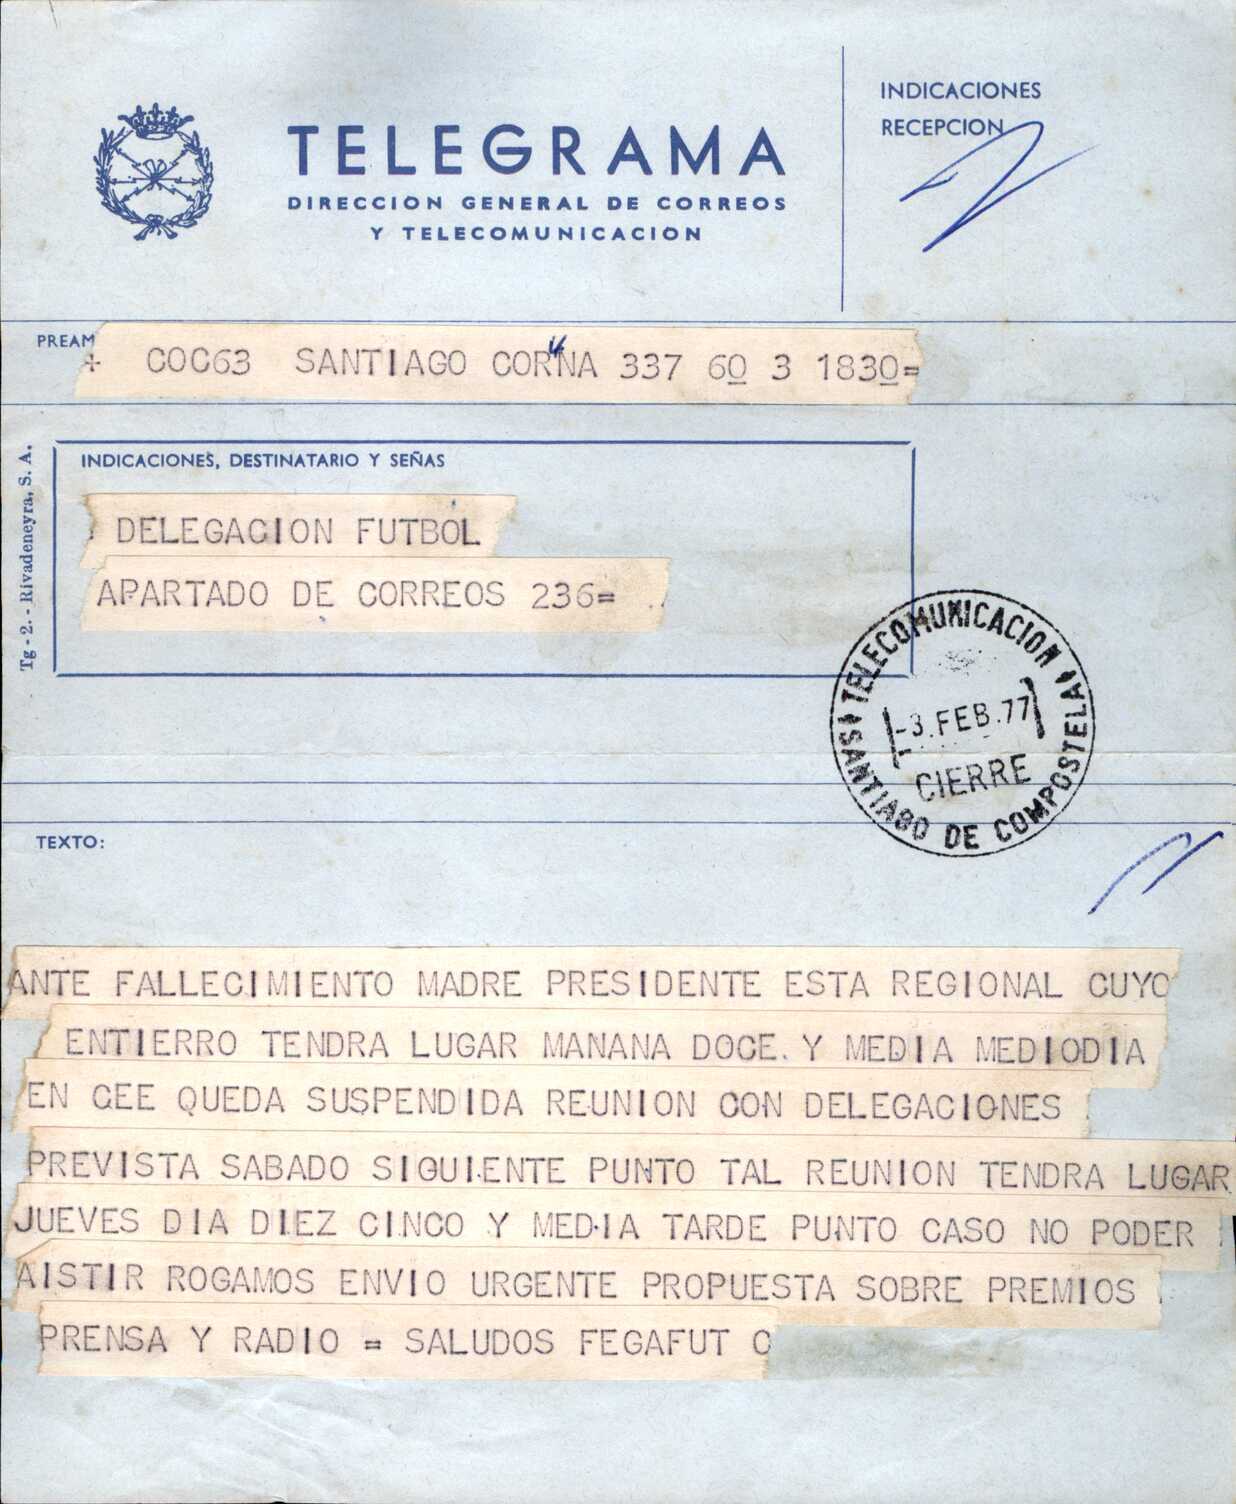 INDICACIONES
RECEPCION
TELEGRAMA
DIRECCION GENERAL DE CORREOS
Y TELECOMUNICACION
PREAM
+ COC63 SANTIAGO CORNA 337 60 3 1830=
INDICACIONES, DESTINATARIO Y SEÑAS
DELEGACION FUTBOL
APARTADO DE CORREOS 236=
Tg - 2. - Rivadeneyra, S. A.
TELECOMUNICACION
-3.FEB.77
CIERRE
SANTIAGO DE COMPOSTELA
TEXTO:
ANTE FALLECIMIENTO MADRE PRESIDENTE ESTA REGIONAL CUYO
ENTIERRO TENDRA LUGAR MANANA DOCE. Y MEDIA MEDIODIA
EN CEE QUEDA SUSPENDIDA REUNION CON DELEGACIONES
PREVISTA SABADO SIGUIENTE PUNTO TAL REUNION TENDRA LUGAR
JUEVES DIA DIEZ CINCO Y MEDIA TARDE PUNTO CASO NO PODER
AISTIR ROGAMOS ENVIO URGENTE PROPUESTA SOBRE PREMIOS
PRENSA Y RADIO = SALUDOS FEGAFUT C